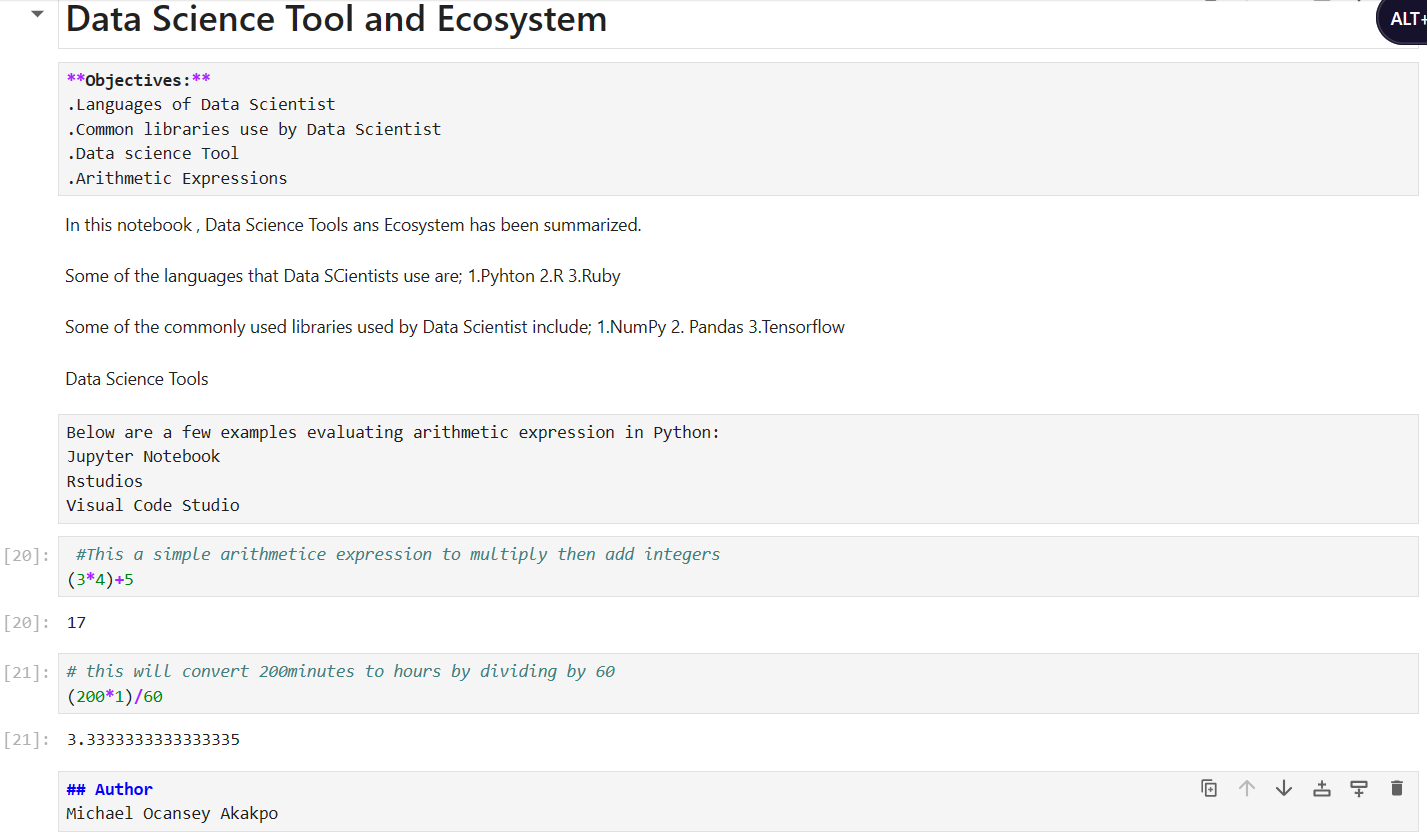 Data Science Tool and Ecosystem
ALT+
**Objectives:**
.Languages of Data Scientist
.Common libraries use by Data Scientist
.Data science Tool
.Arithmetic Expressions
In this notebook , Data Science Tools ans Ecosystem has been summarized.
Some of the languages that Data SCientists use are; 1.Pyhton 2.R 3.Ruby
Some of the commonly used libraries used by Data Scientist include; 1.NumPy 2. Pandas 3.Tensorflow
Data Science Tools
Below are a few examples evaluating arithmetic expression in Python:
Jupyter Notebook
Rstudios
Visual Code Studio
[20]: #This a simple arithmetice expression to multiply then add integers
(3*4)+5
[20]: 17
[21]: # this will convert 200minutes to hours by dividing by 60
(200*1)/60
[21]: 3.3333333333333335
## Author
Michael Ocansey Akakpo